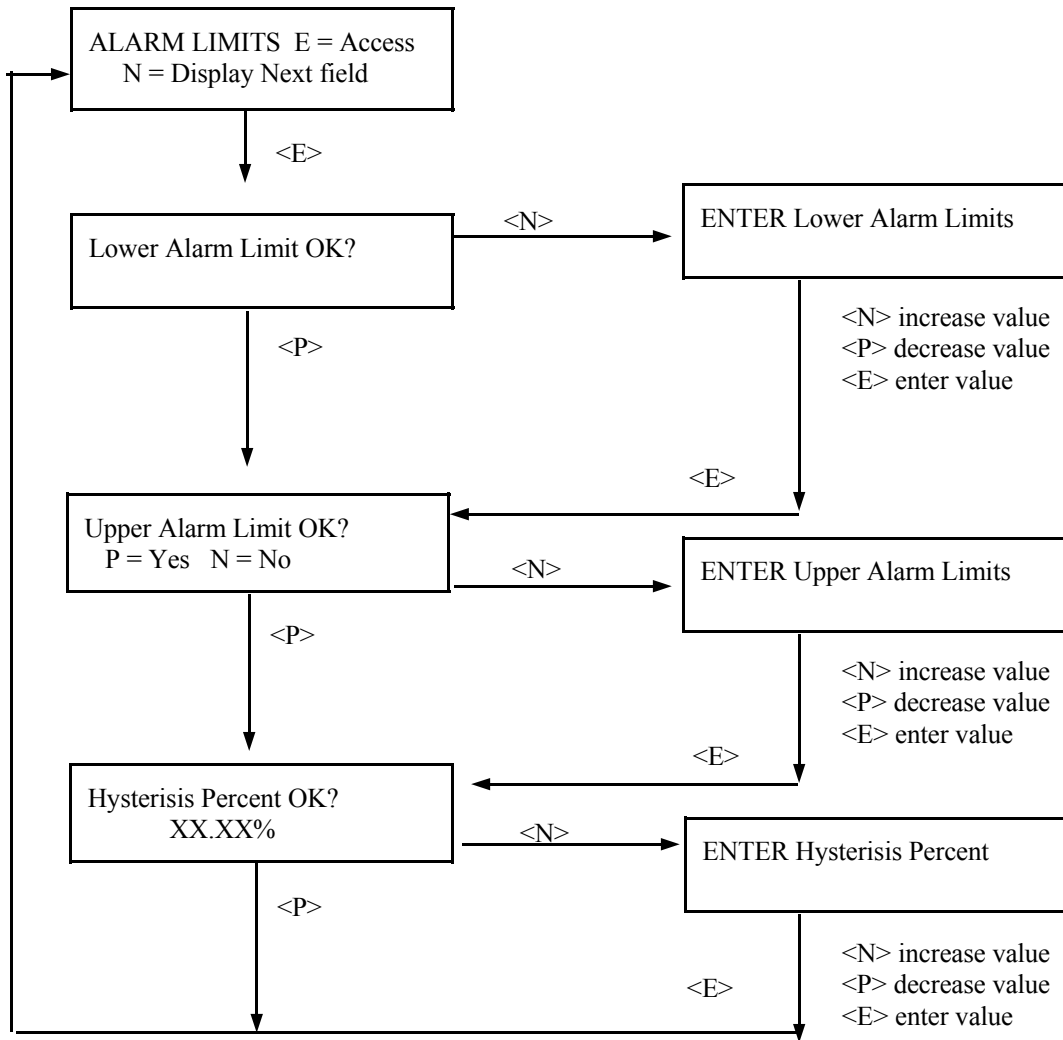 ALARM LIMITS E = Access
N = Display Next field
<E>
Lower Alarm Limit OK?
<N>
ENTER Lower Alarm Limits
<P>
<N> increase value
<P> decrease value
<E> enter value
<E>
Upper Alarm Limit OK?
P = Yes N = No
<N>
ENTER Upper Alarm Limits
<P>
<N> increase value
<P> decrease value
<E> enter value
<E>
Hysterisis Percent OK?
XX.XX%
<N>
ENTER Hysterisis Percent
<P>
<N> increase value
<P> decrease value
<E> enter value
<E>